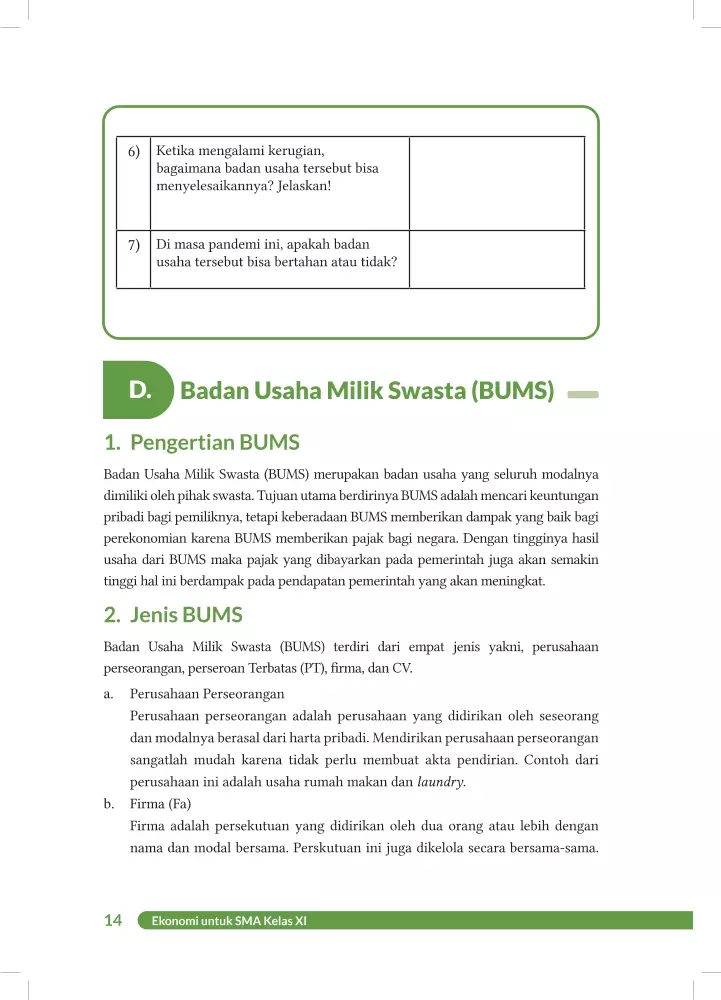 6) Ketika mengalami kerugian,
bagaimana badan usaha tersebut bisa
menyelesaikannya? Jelaskan!
7) Di masa pandemi ini, apakah badan
usaha tersebut bisa bertahan atau tidak?
D. Badan Usaha Milik Swasta (BUMS)
1. Pengertian BUMS
Badan Usaha Milik Swasta (BUMS) merupakan badan usaha yang seluruh modalnya
dimiliki oleh pihak swasta. Tujuan utama berdirinya BUMS adalah mencari keuntungan
pribadi bagi pemiliknya, tetapi keberadaan BUMS memberikan dampak yang baik bagi
perekonomian karena BUMS memberikan pajak bagi negara. Dengan tingginya hasil
usaha dari BUMS maka pajak yang dibayarkan pada pemerintah juga akan semakin
tinggi hal ini berdampak pada pendapatan pemerintah yang akan meningkat.
2. Jenis BUMS
Badan Usaha Milik Swasta (BUMS) terdiri dari empat jenis yakni, perusahaan
perseorangan, perseroan Terbatas (PT), firma, dan CV.
a. Perusahaan Perseorangan
Perusahaan perseorangan adalah perusahaan yang didirikan oleh seseorang
dan modalnya berasal dari harta pribadi. Mendirikan perusahaan perseorangan
sangatlah mudah karena tidak perlu membuat akta pendirian. Contoh dari
perusahaan ini adalah usaha rumah makan dan laundry.
b. Firma (Fa)
Firma adalah persekutuan yang didirikan oleh dua orang atau lebih dengan
nama dan modal bersama. Perskutuan ini juga dikelola secara bersama-sama.
14 Ekonomi untuk SMA Kelas XI